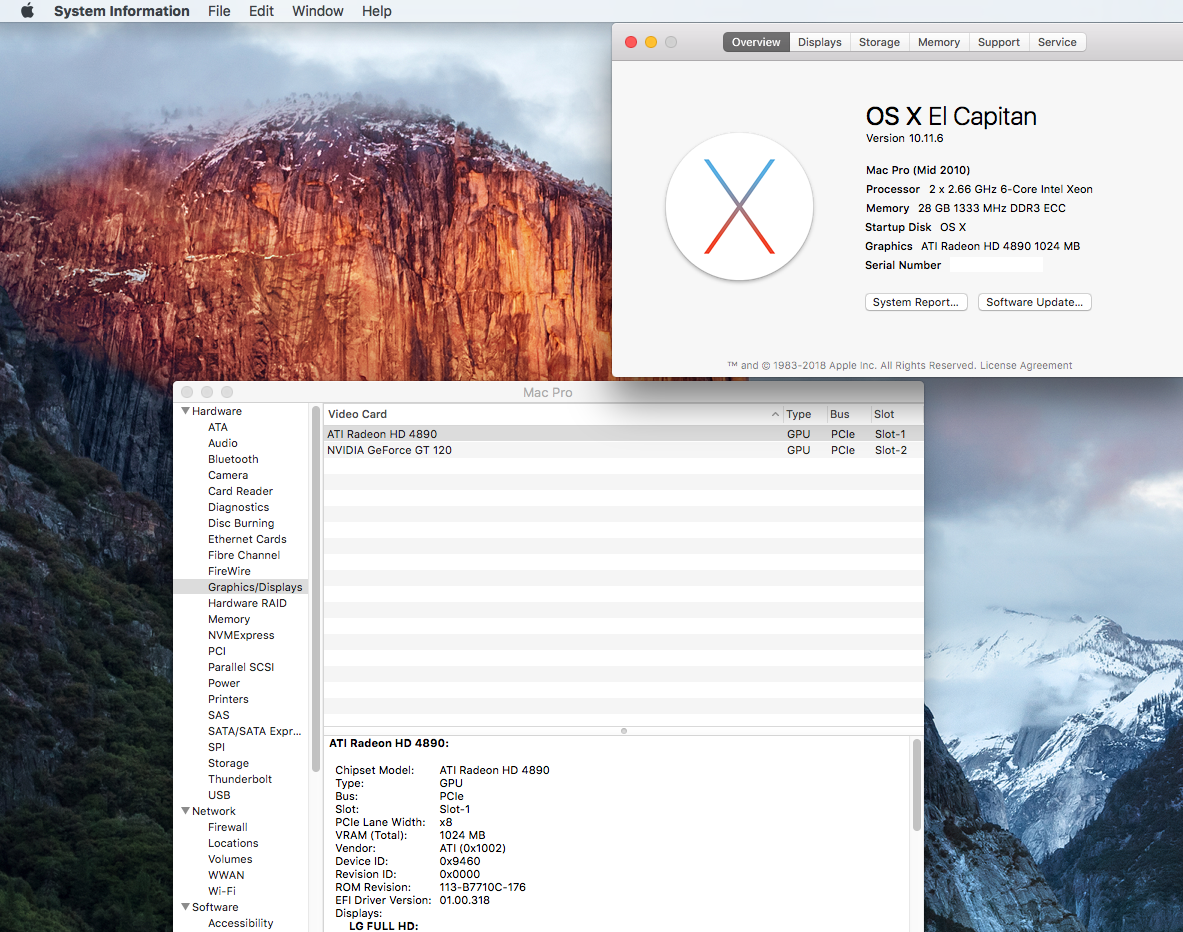 System Information File Edit Window Help
Overview Displays Storage Memory Support Service
OS X El Capitan
Version 10.11.6
Mac Pro (Mid 2010)
Processor 2 x 2.66 GHz 6-Core Intel Xeon
Memory 28 GB 1333 MHz DDR3 ECC
Startup Disk OS X
Graphics ATI Radeon HD 4890 1024 MB
Serial Number
System Report... Software Update...
™ and © 1983-2018 Apple Inc. All Rights Reserved. License Agreement
Mac Pro
Hardware
ATA
Audio
Bluetooth
Camera
Card Reader
Diagnostics
Disc Burning
Ethernet Cards
Fibre Channel
FireWire
Graphics/Displays
Hardware RAID
Memory
NVMExpress
PCI
Parallel SCSI
Power
Printers
SAS
SATA/SATA Expr...
SPI
Storage
Thunderbolt
USB
Network
Firewall
Locations
Volumes
WWAN
Wi-Fi
Software
Accessibility
Video Card Type Bus Slot
ATI Radeon HD 4890 GPU PCIe Slot-1
NVIDIA GeForce GT 120 GPU PCIe Slot-2
ATI Radeon HD 4890:
Chipset Model: ATI Radeon HD 4890
Type: GPU
Bus: PCIe
Slot: Slot-1
PCIe Lane Width: x8
VRAM (Total): 1024 MB
Vendor: ATI (0x1002)
Device ID: 0x9460
Revision ID: 0x0000
ROM Revision: 113-B7710C-176
EFI Driver Version: 01.00.318
Displays:
LG FULL HD: